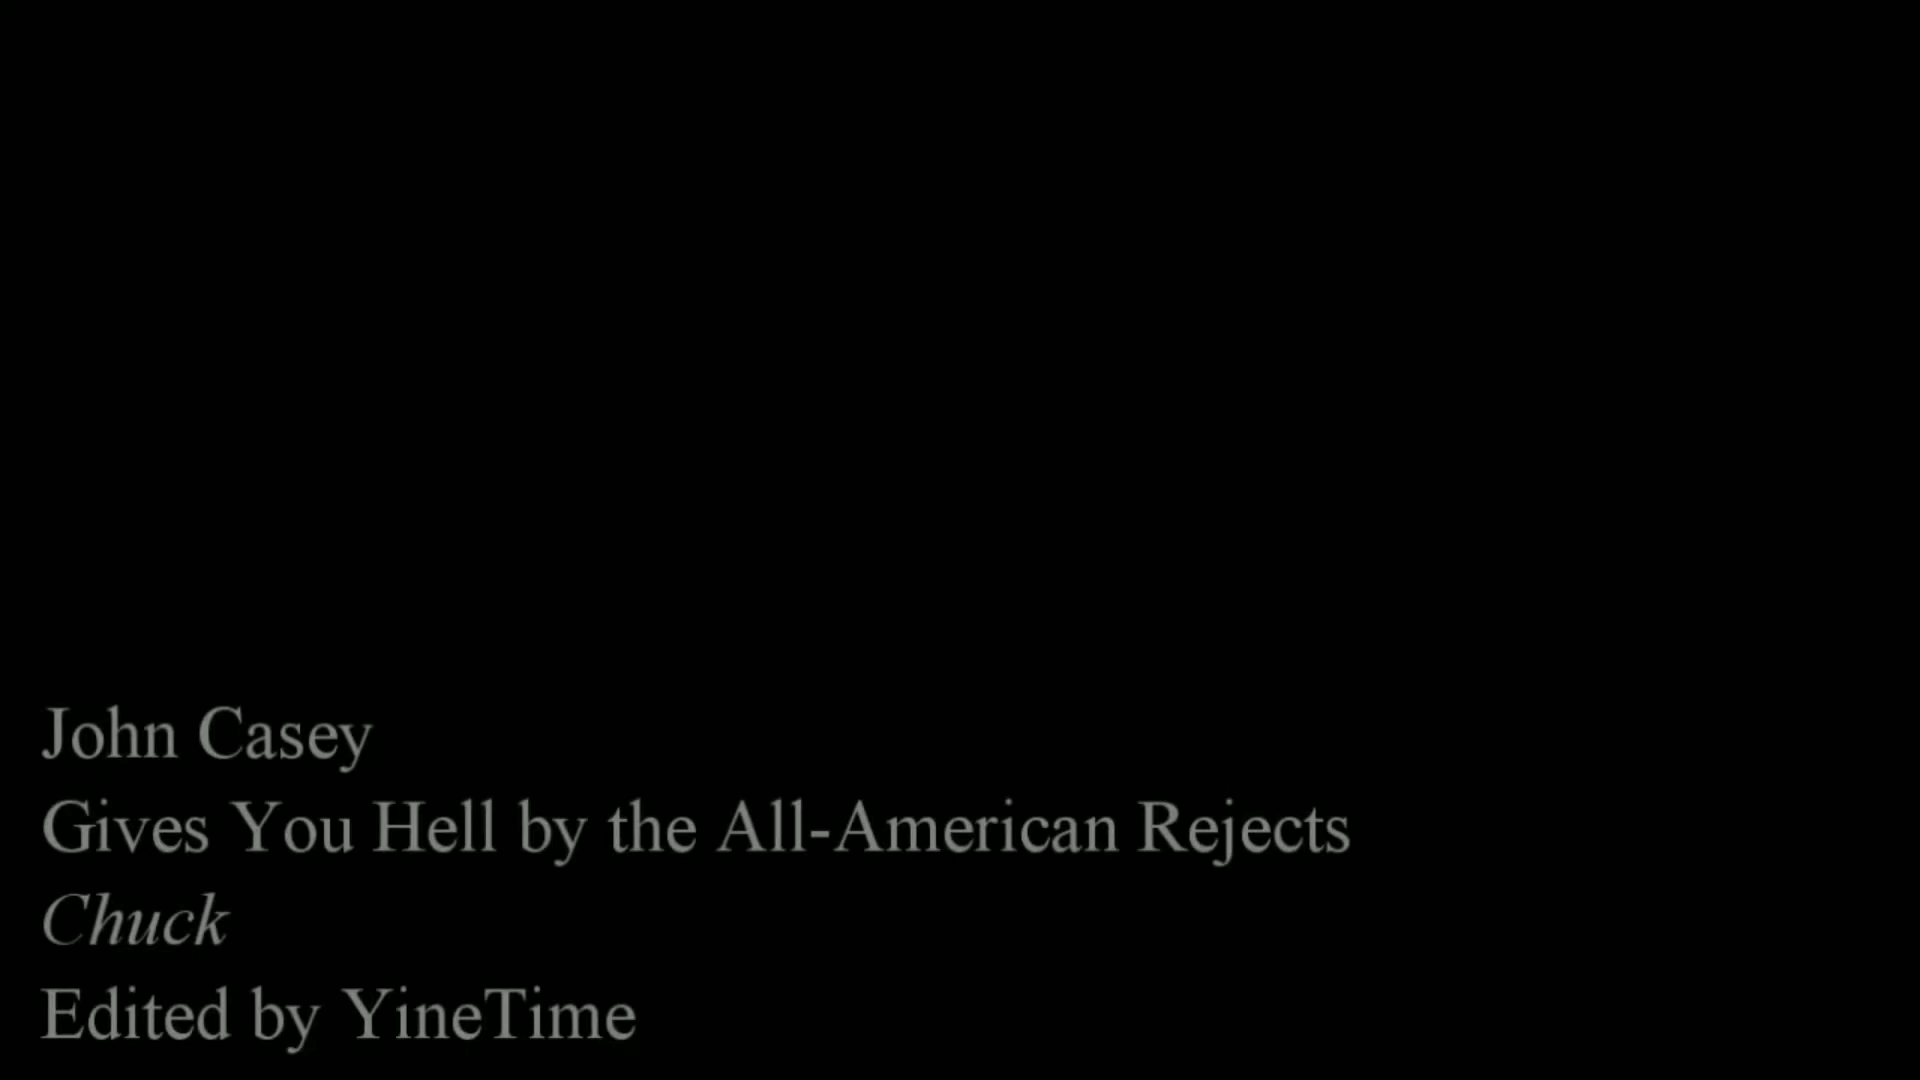 John Casey
Gives You Hell by the All-American Rejects
Chuck
Edited by YineTime